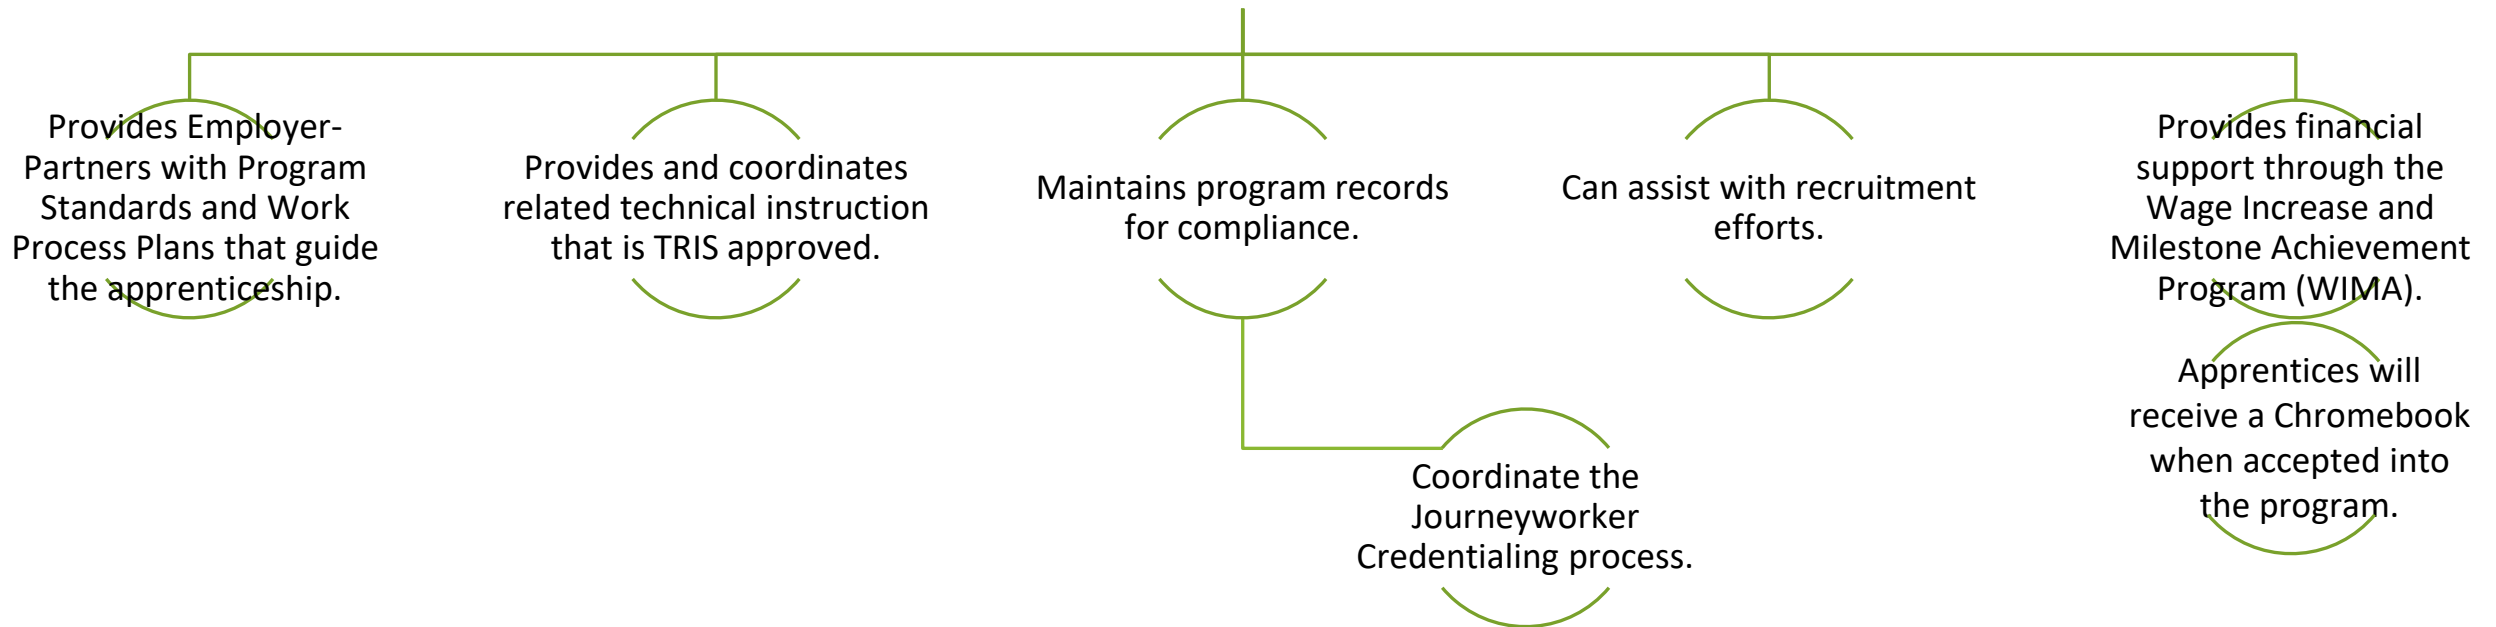 Provides Employer-
Partners with Program
Standards and Work
Process Plans that guide
the apprenticeship.
Provides and coordinates
related technical instruction
that is TRIS approved.
Maintains program records
for compliance.
Can assist with recruitment
efforts.
Provides financial
support through the
Wage Increase and
Milestone Achievement
Program (WIMA).
Coordinate the
Journeyworker
Credentialing process.
Apprentices will
receive a Chromebook
when accepted into
the program.